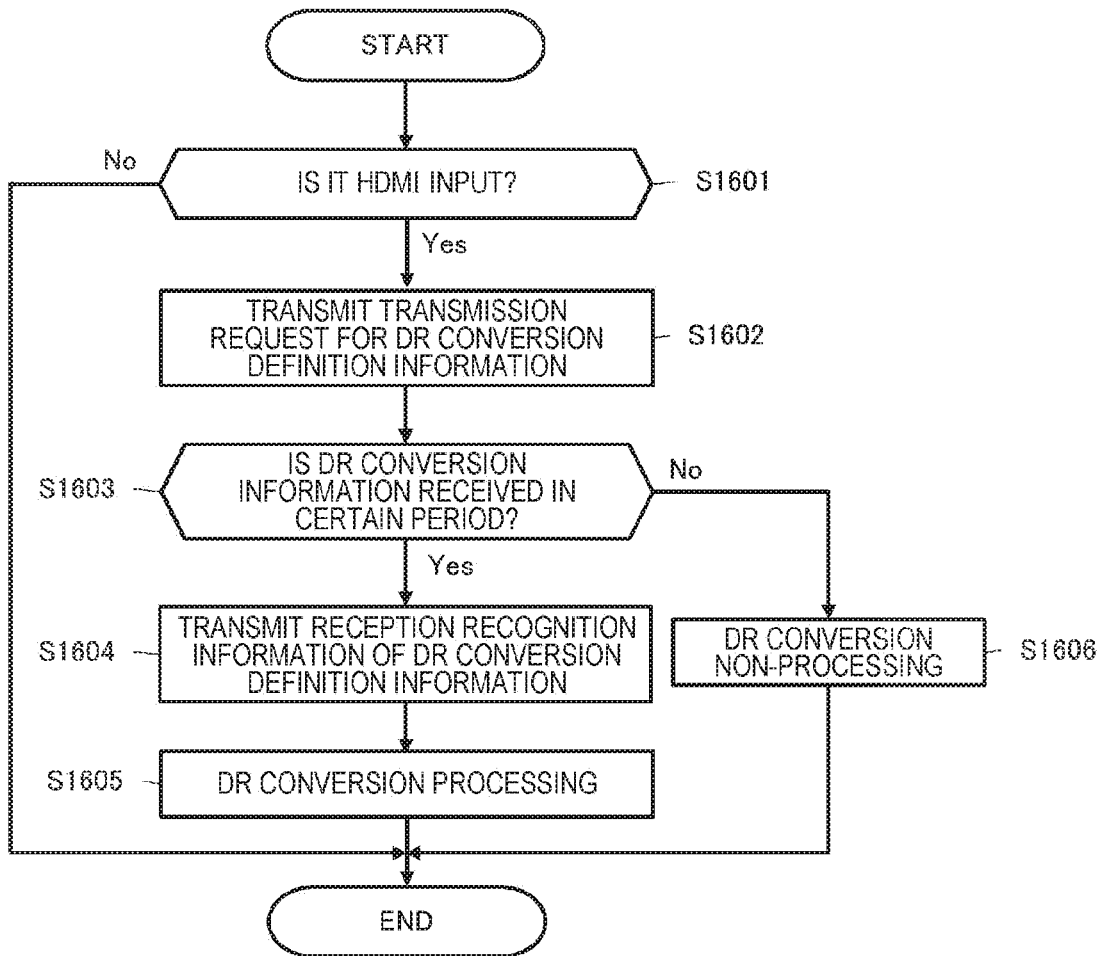 START
No
IS IT HDMI INPUT?
S1601
Yes
TRANSMIT TRANSMISSION
REQUEST FOR DR CONVERSION
DEFINITION INFORMATION
S1602
S1603
IS DR CONVERSION
INFORMATION RECEIVED IN
CERTAIN PERIOD?
No
Yes
S1604
TRANSMIT RECEPTION RECOGNITION
INFORMATION OF DR CONVERSION
DEFINITION INFORMATION
DR CONVERSION
NON-PROCESSING
S1606
S1605
DR CONVERSION PROCESSING
END